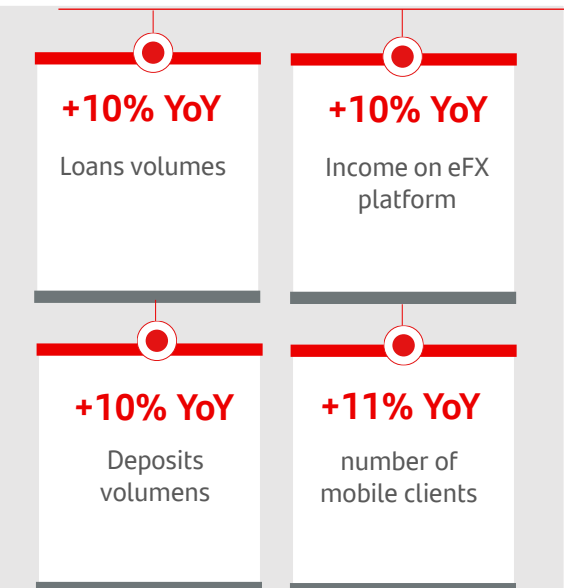 +10% YoY
Loans volumes
+10% YoY
Income on eFX
platform
+10% YoY
Deposits
volumens
+11% YoY
number of
mobile clients